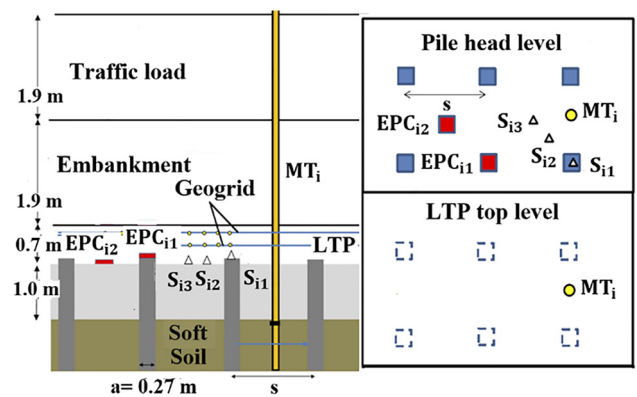 Traffic load
1.9 m
Embankment
MTi
1.9 m
Geogrid
0.7 m
EPCi2
EPCi1
LTP
Si3
Si2
Si1
1.0 m
Soft
Soil
a= 0.27 m
s
Pile head level
s
MTi
EPCi2
Si3
Si2
EPCi1
Si1
LTP top level
MTi